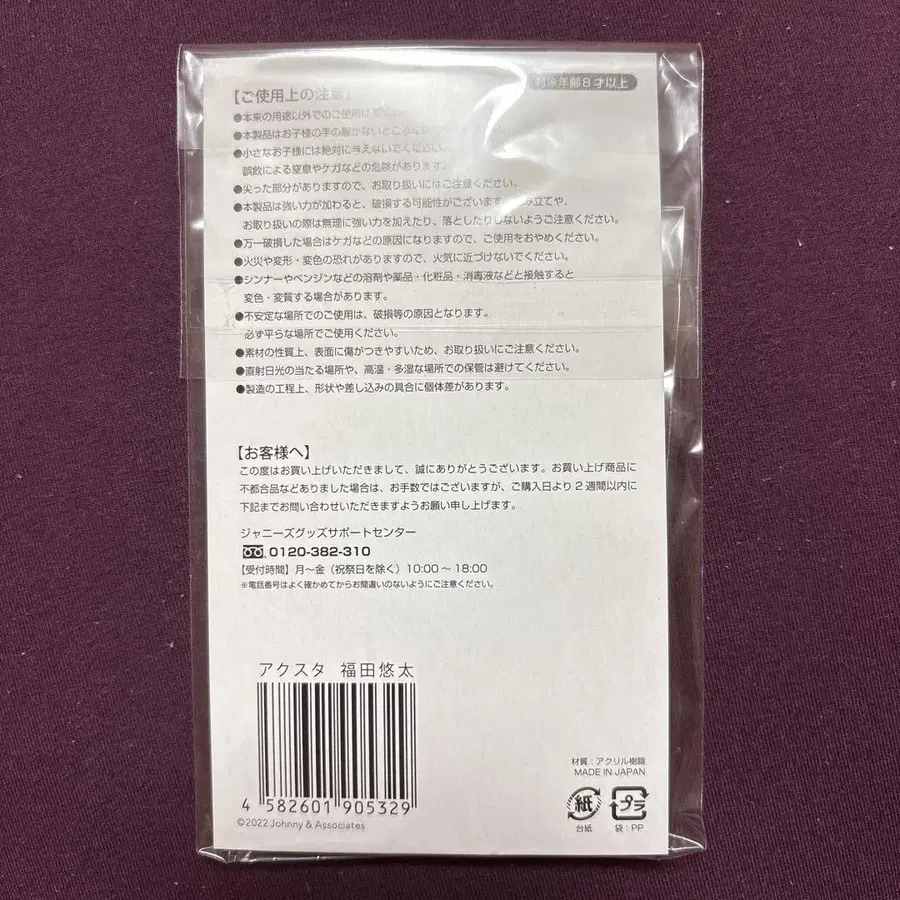 対象年齢8才以上
【ご使用上の注意】
●本来の用途以外でのご使用は
●本製品はお子様の手の届かないところに
●小さなお子様には絶対に与えないでください。
誤飲による窒息やケガなどの危険があります。
●尖った部分がありますので、お取り扱いにはご注意ください。
●本製品は強い力が加わると、破損する可能性がございます。組み立てや、
お取り扱いの際は無理に強い力を加えたり、落としたりしないようご注意ください。
●万一破損した場合はケガなどの原因になりますので、ご使用をおやめください。
●火災や変形・変色の恐れがありますので、火気に近づけないでください。
●シンナーやベンジンなどの溶剤や薬品・化粧品・消毒液などと接触すると
変色・変質する場合があります。
●不安定な場所でのご使用は、破損等の原因となります。
必ず平らな場所でご使用ください。
●素材の性質上、表面に傷がつきやすいため、お取り扱いにご注意ください。
●直射日光の当たる場所や、高温・多湿な場所での保管は避けてください。
●製造の工程上、形状や差し込みの具合に個体差があります。
【お客様へ】
この度はお買い上げいただきまして、誠にありがとうございます。お買い上げ商品に
不都合品などありました場合は、お手数ではございますが、ご購入日より2週間以内に
下記までお問い合わせいただきますようお願い申し上げます。
ジャニーズグッズサポートセンター
0120-382-310
【受付時間】月〜金（祝祭日を除く）10:00〜18:00
※電話番号はよく確かめてからお間違いのないようにご注意ください。
アクスタ 福田悠太
4 582601 905329
©2022 Johnny & Associates
材質：アクリル樹脂
MADE IN JAPAN
紙 プラ
台紙 袋：PP